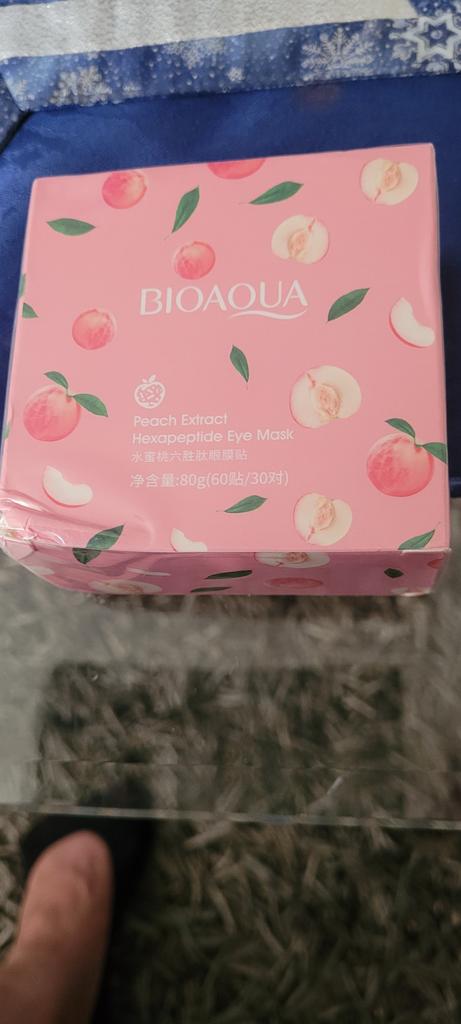 BIOAQUA
Peach Extract
Hexapeptide Eye Mask
水蜜桃六胜肽眼膜贴
净含量:80g(60贴/30对)